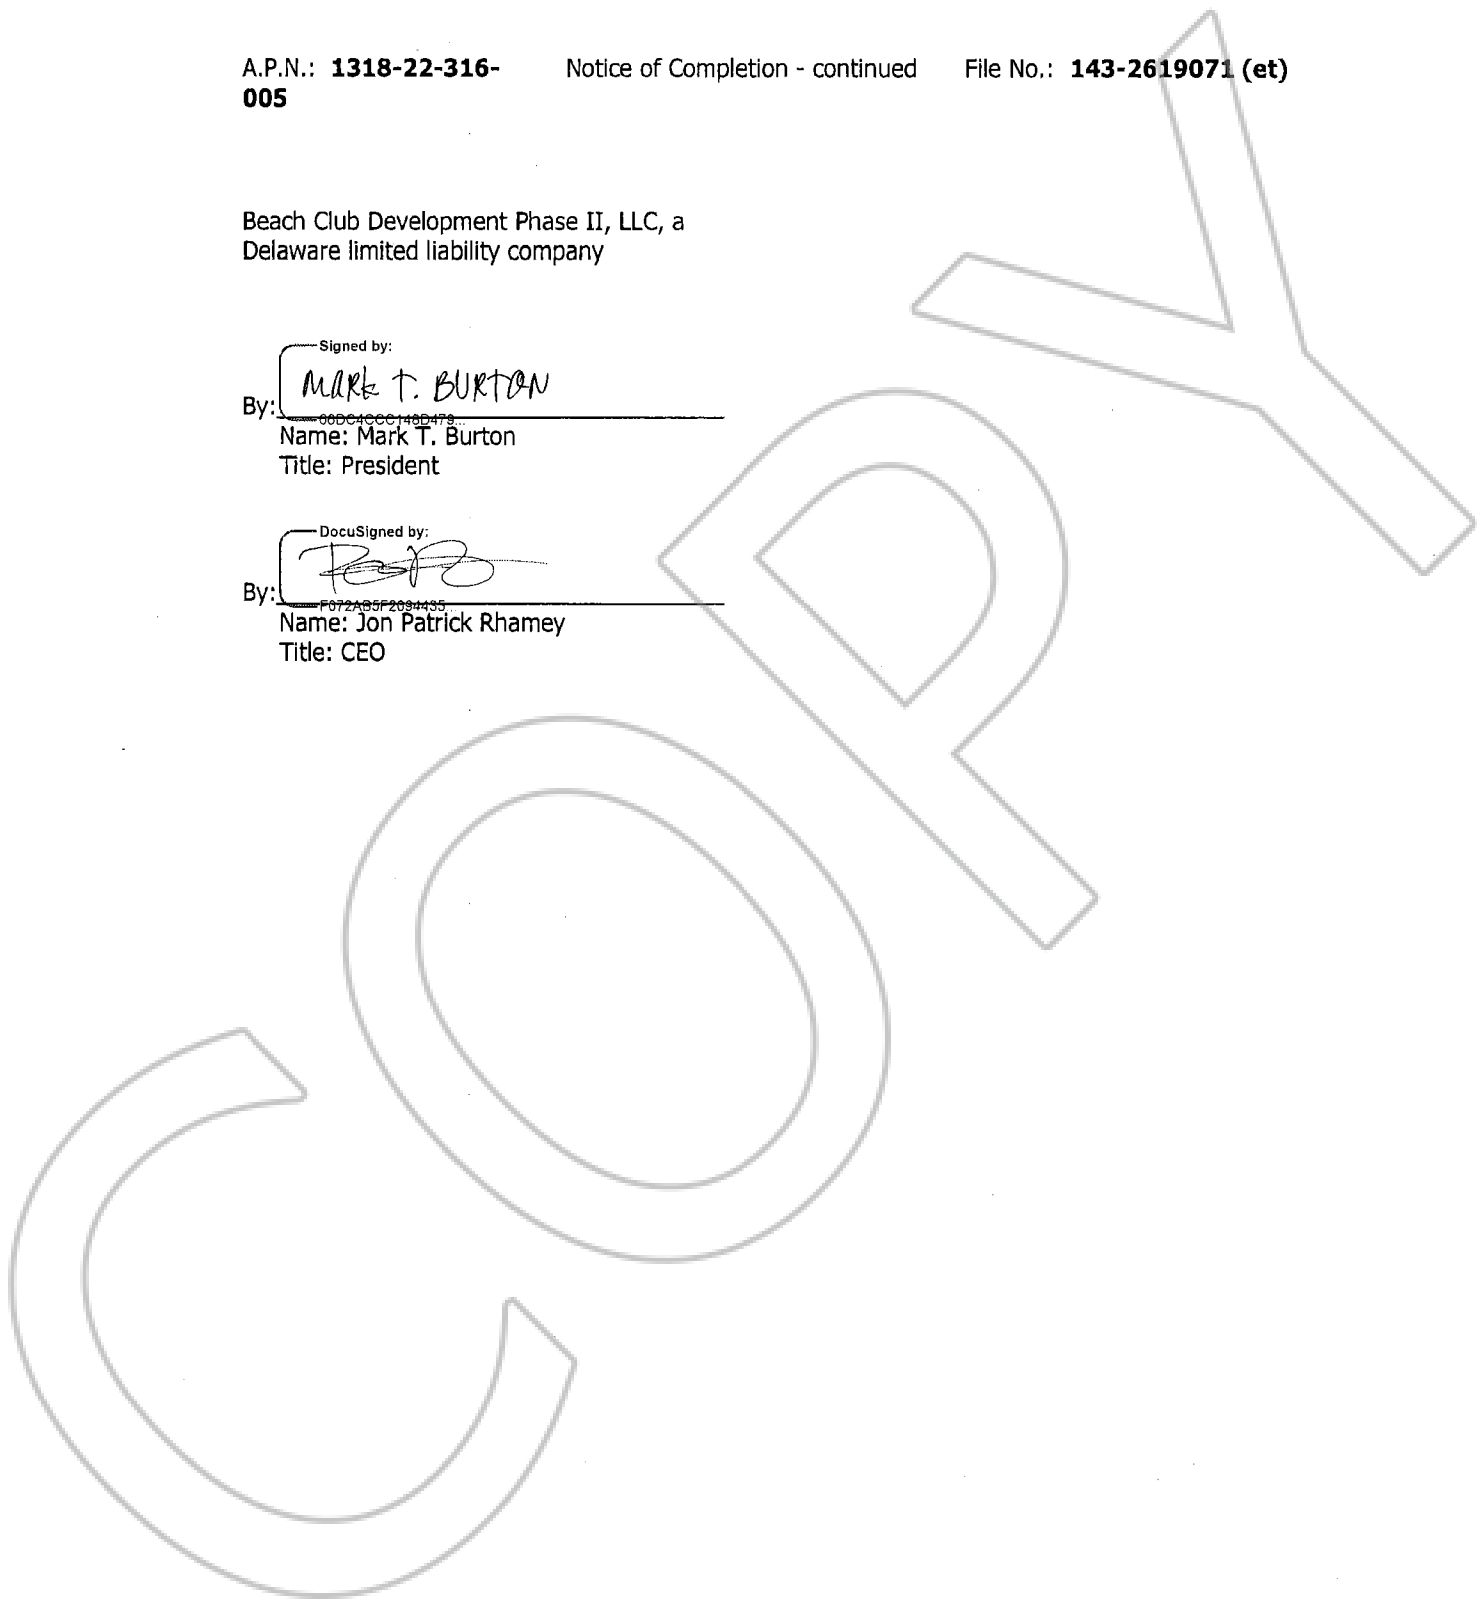 A.P.N.: 1318-22-316-005 Notice of Completion - continued File No.: 143-2619071 (et)
Beach Club Development Phase II, LLC, a
Delaware limited liability company
Signed by:
MARK T. BURTON
By:
Name: Mark T. Burton
Title: President
DocuSigned by:
By:
Name: Jon Patrick Rhamey
Title: CEO
COPY